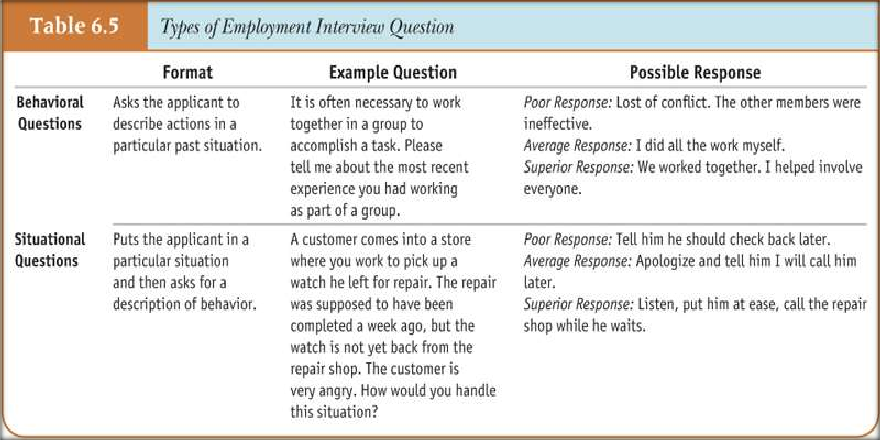 Table 6.5
Types of Employment Interview Question
Format
Example Question
Possible Response
Behavioral
Questions
Asks the applicant to
describe actions in a
particular past situation.
It is often necessary to work
together in a group to
accomplish a task. Please
tell me about the most recent
experience you had working
as part of a group.
Poor Response: Lost of conflict. The other members were
ineffective.
Average Response: I did all the work myself.
Superior Response: We worked together. I helped involve
everyone.
Situational
Questions
Puts the applicant in a
particular situation
and then asks for a
description of behavior.
A customer comes into a store
where you work to pick up a
watch he left for repair. The repair
was supposed to have been
completed a week ago, but the
watch is not yet back from the
repair shop. The customer is
very angry. How would you handle
this situation?
Poor Response: Tell him he should check back later.
Average Response: Apologize and tell him I will call him
later.
Superior Response: Listen, put him at ease, call the repair
shop while he waits.